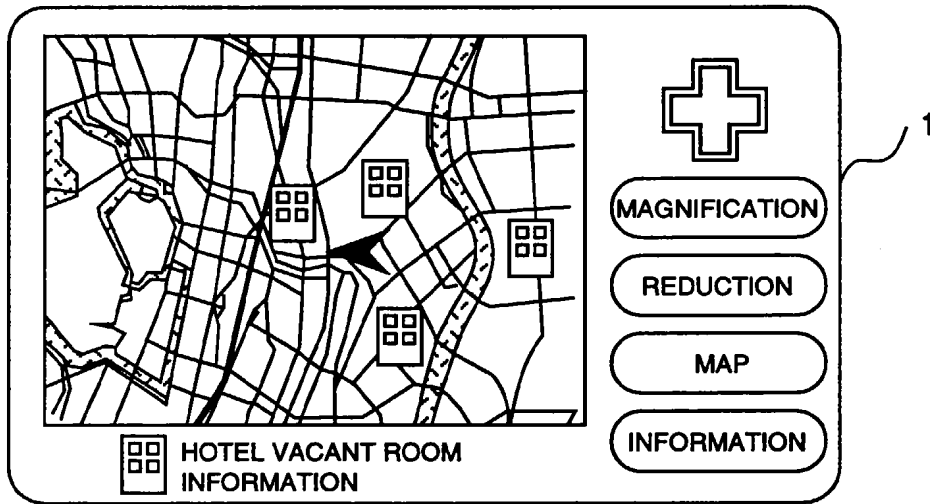 1
MAGNIFICATION
REDUCTION
MAP
INFORMATION
HOTEL VACANT ROOM
INFORMATION